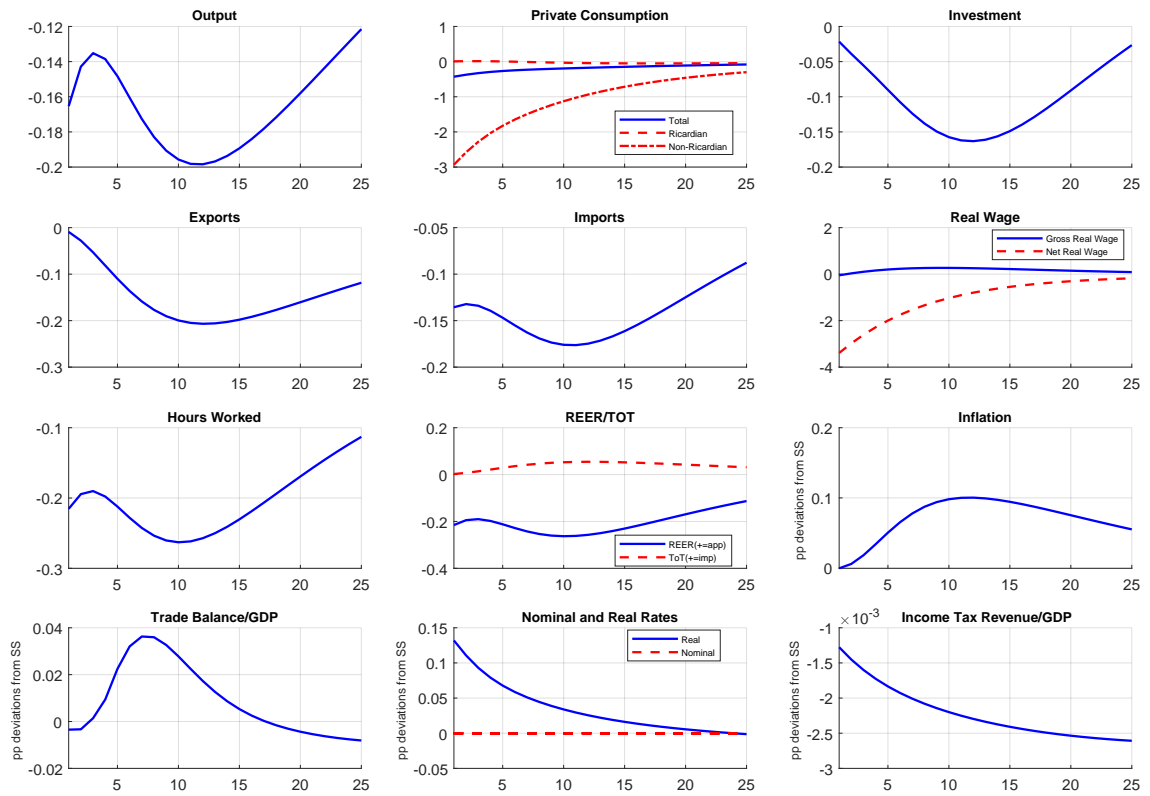 Output
-0.12
-0.14
-0.16
-0.18
-0.2
5 10 15 20 25
Private Consumption
1
0
-1
-2
-3
Total
Ricardian
Non-Ricardian
5 10 15 20 25
Investment
0
-0.05
-0.1
-0.15
-0.2
5 10 15 20 25
Exports
0
-0.1
-0.2
-0.3
5 10 15 20 25
Imports
-0.05
-0.1
-0.15
-0.2
5 10 15 20 25
Real Wage
2
0
-2
-4
Gross Real Wage
Net Real Wage
5 10 15 20 25
Hours Worked
-0.1
-0.2
-0.3
5 10 15 20 25
REER/TOT
0.2
0
-0.2
-0.4
REER(+=app)
ToT(+=imp)
5 10 15 20 25
Inflation
pp deviations from SS
0.2
0.1
0
5 10 15 20 25
Trade Balance/GDP
pp deviations from SS
0.04
0.02
0
-0.02
5 10 15 20 25
Nominal and Real Rates
pp deviations from SS
0.15
0.1
0.05
0
-0.05
Real
Nominal
5 10 15 20 25
Income Tax Revenue/GDP
×10⁻³
pp deviations from SS
-1
-1.5
-2
-2.5
-3
5 10 15 20 25